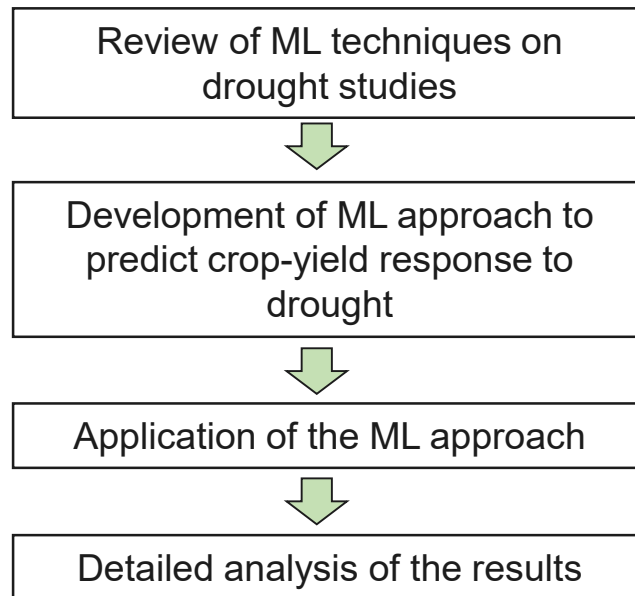 Review of ML techniques on
drought studies
Development of ML approach to
predict crop-yield response to
drought
Application of the ML approach
Detailed analysis of the results